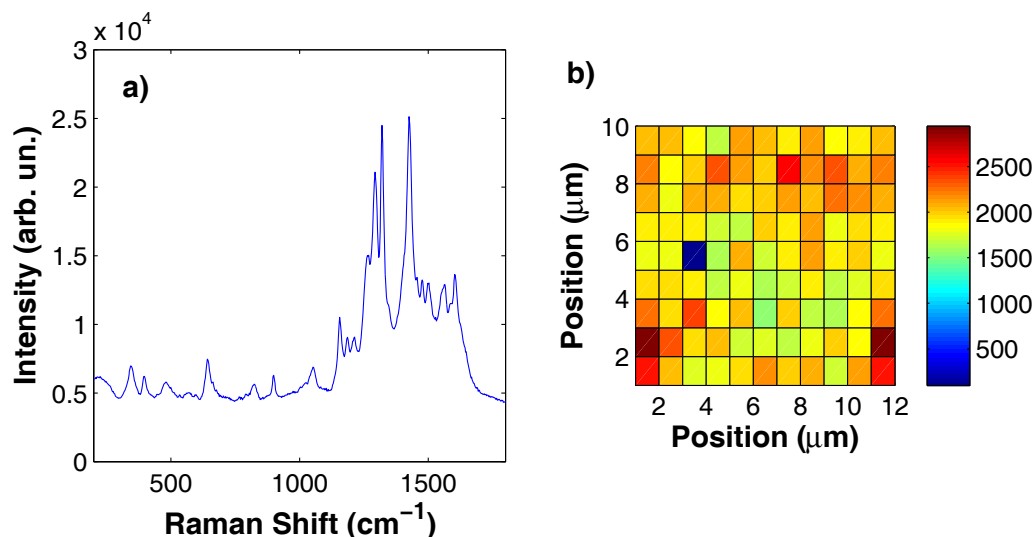 a)
x 10⁴
3
2.5
2
1.5
1
0.5
0
500 1000 1500
Intensity (arb. un.)
Raman Shift (cm⁻¹)
b)
10
8
6
4
2
2 4 6 8 10 12
Position (μm)
Position (μm)
2500
2000
1500
1000
500